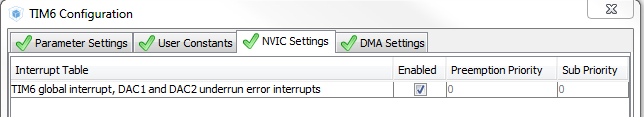 TIM6 Configuration
Parameter Settings User Constants NVIC Settings DMA Settings
Interrupt Table Enabled Preemption Priority Sub Priority
TIM6 global interrupt, DAC1 and DAC2 underrun error interrupts 0 0